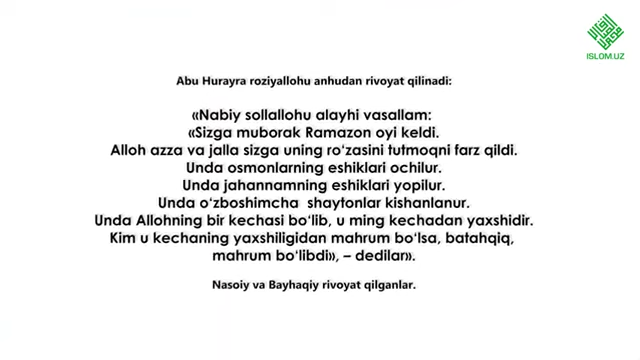 ISLOM.UZ
Abu Hurayra roziyallohu anhudan rivoyat qilinadi:
«Nabiy sollallohu alayhi vasallam:
«Sizga muborak Ramazon oyi keldi.
Alloh azza va jalla sizga uning ro‘zasini tutmoqni farz qildi.
Unda osmonlarning eshiklari ochilur.
Unda jahannamning eshiklari yopilur.
Unda o‘zboshimcha shaytonlar kishanlanur.
Unda Allohning bir kechasi bo‘lib, u ming kechadan yaxshidir.
Kim u kechaning yaxshiligidan mahrum bo‘lsa, batahqiq,
mahrum bo‘libdi», – dedilar».
Nasoiy va Bayhaqiy rivoyat qilganlar.